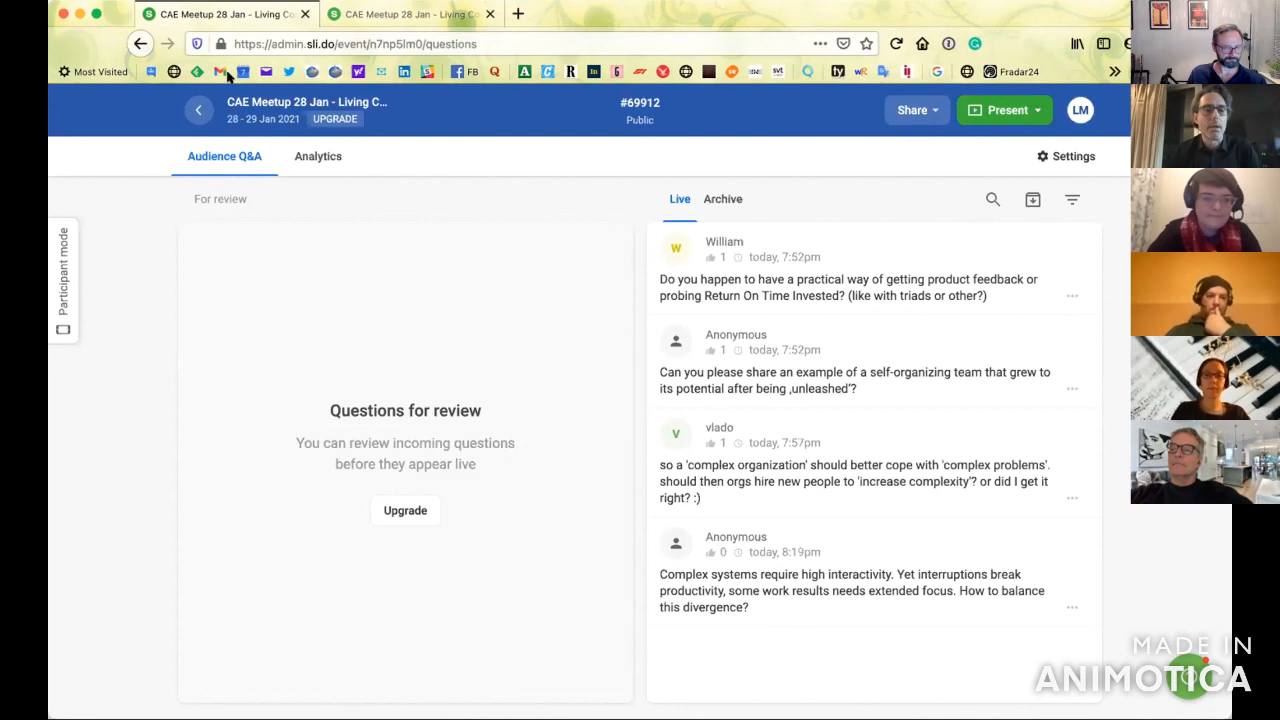 CAE Meetup 28 Jan - Living Co
CAE Meetup 28 Jan - Living Co
https://admin.sli.do/event/n7np5lm0/questions
Most Visited
FB
Fradar24
CAE Meetup 28 Jan - Living C...
28 - 29 Jan 2021
UPGRADE
#69912
Public
Share
Present
LM
Audience Q&A
Analytics
Settings
Participant mode
For review
Live
Archive
Questions for review
You can review incoming questions
before they appear live
Upgrade
W
William
1
today, 7:52pm
Do you happen to have a practical way of getting product feedback or
probing Return On Time Invested? (like with triads or other?)
Anonymous
1
today, 7:52pm
Can you please share an example of a self-organizing team that grew to
its potential after being ‚unleashed‘?
V
vlado
1
today, 7:57pm
so a 'complex organization' should better cope with 'complex problems'.
should then orgs hire new people to 'increase complexity'? or did I get it
right? :)
Anonymous
0
today, 8:19pm
Complex systems require high interactivity. Yet interruptions break
productivity, some work results needs extended focus. How to balance
this divergence?
MADE IN
ANIMOTICA